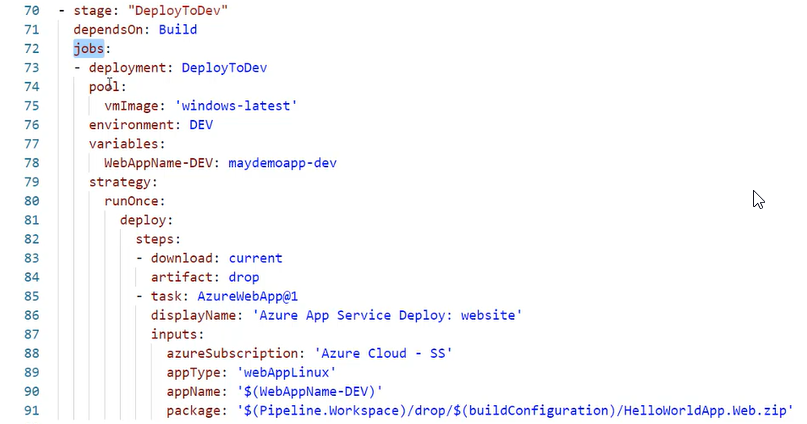 70 - stage: "DeployToDev"
71 dependsOn: Build
72 jobs:
73 - deployment: DeployToDev
74 pool:
75 vmImage: 'windows-latest'
76 environment: DEV
77 variables:
78 WebAppName-DEV: maydemoapp-dev
79 strategy:
80 runOnce:
81 deploy:
82 steps:
83 - download: current
84 artifact: drop
85 - task: AzureWebApp@1
86 displayName: 'Azure App Service Deploy: website'
87 inputs:
88 azureSubscription: 'Azure Cloud - SS'
89 appType: 'webAppLinux'
90 appName: '$(WebAppName-DEV)'
91 package: '$(Pipeline.Workspace)/drop/$(buildConfiguration)/HelloWorldApp.Web.zip'